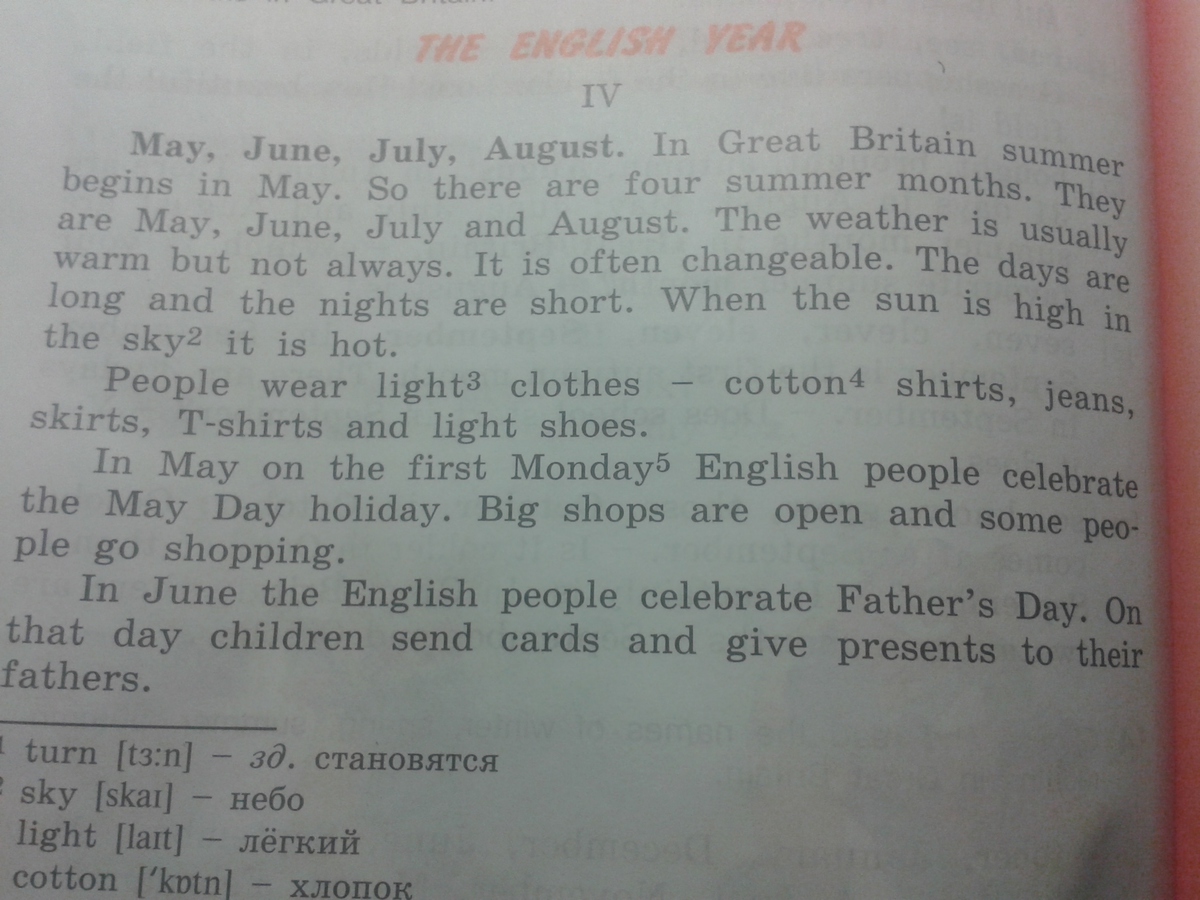 in Great Britain.
THE ENGLISH YEAR
IV
May, June, July, August. In Great Britain summer
begins in May. So there are four summer months. They
are May, June, July and August. The weather is usually
warm but not always. It is often changeable. The days are
long and the nights are short. When the sun is high in
the sky² it is hot.
People wear light³ clothes – cotton⁴ shirts, jeans,
skirts, T-shirts and light shoes.
In May on the first Monday⁵ English people celebrate
the May Day holiday. Big shops are open and some peo-
ple go shopping.
In June the English people celebrate Father's Day. On
that day children send cards and give presents to their
fathers.
¹ turn [tɜ:n] – зд. становятся
² sky [skaɪ] – небо
light [laɪt] – лёгкий
cotton ['kɒtn] – хлопок